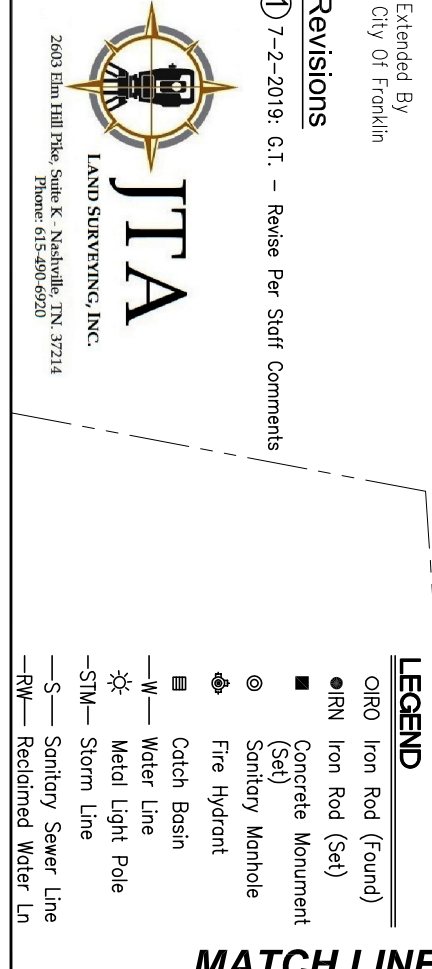 Extended By
City Of Franklin
Revisions
1 7-2-2019: G.T. - Revise Per Staff Comments
JTA
LAND SURVEYING, INC.
2603 Elm Hill Pike, Suite K - Nashville, TN. 37214
Phone: 615-490-6920
LEGEND
IRO Iron Rod (Found)
IRN Iron Rod (Set)
Concrete Monument
(Set)
Sanitary Manhole
Fire Hydrant
Catch Basin
—W— Water Line
Metal Light Pole
—STM— Storm Line
—S— Sanitary Sewer Line
—RW— Reclaimed Water Ln
MATCH LINE